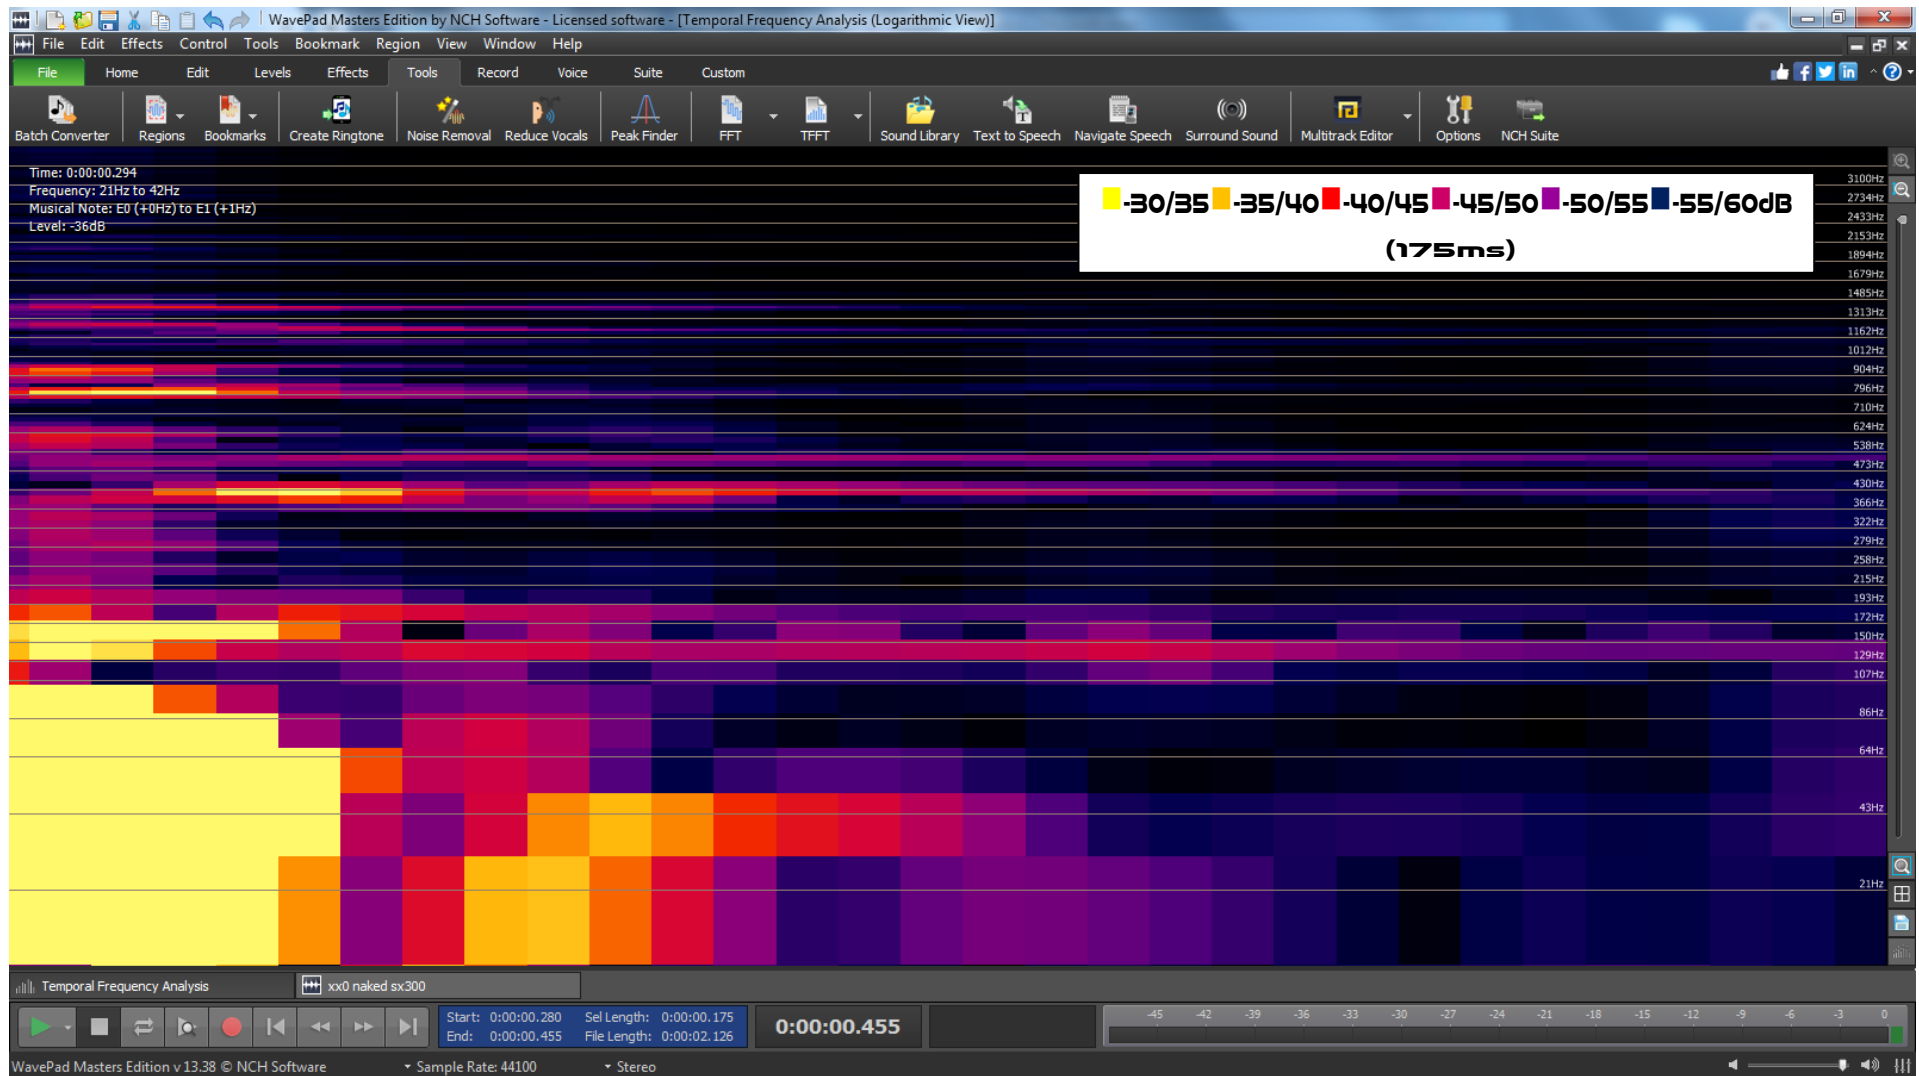 WavePad Masters Edition by NCH Software - Licensed software - [Temporal Frequency Analysis (Logarithmic View)]
File Edit Effects Control Tools Bookmark Region View Window Help
File Home Edit Levels Effects Tools Record Voice Suite Custom
Batch Converter Regions Bookmarks Create Ringtone Noise Removal Reduce Vocals Peak Finder FFT TFFT Sound Library Text to Speech Navigate Speech Surround Sound Multitrack Editor Options NCH Suite
Time: 0:00:00.294
Frequency: 21Hz to 42Hz
Musical Note: E0 (+0Hz) to E1 (+1Hz)
Level: -36dB
-30/35 -35/40 -40/45 -45/50 -50/55 -55/60dB
(175ms)
3100Hz
2734Hz
2433Hz
2153Hz
1894Hz
1679Hz
1485Hz
1313Hz
1162Hz
1012Hz
904Hz
796Hz
710Hz
624Hz
538Hz
473Hz
430Hz
366Hz
322Hz
279Hz
258Hz
215Hz
193Hz
172Hz
150Hz
129Hz
107Hz
86Hz
64Hz
43Hz
21Hz
Temporal Frequency Analysis xx0 naked sx300
Start: 0:00:00.280 Sel Length: 0:00:00.175
End: 0:00:00.455 File Length: 0:00:02.126
0:00:00.455
-45 -42 -39 -36 -33 -30 -27 -24 -21 -18 -15 -12 -9 -6 -3 0
WavePad Masters Edition v 13.38 © NCH Software Sample Rate: 44100 Stereo